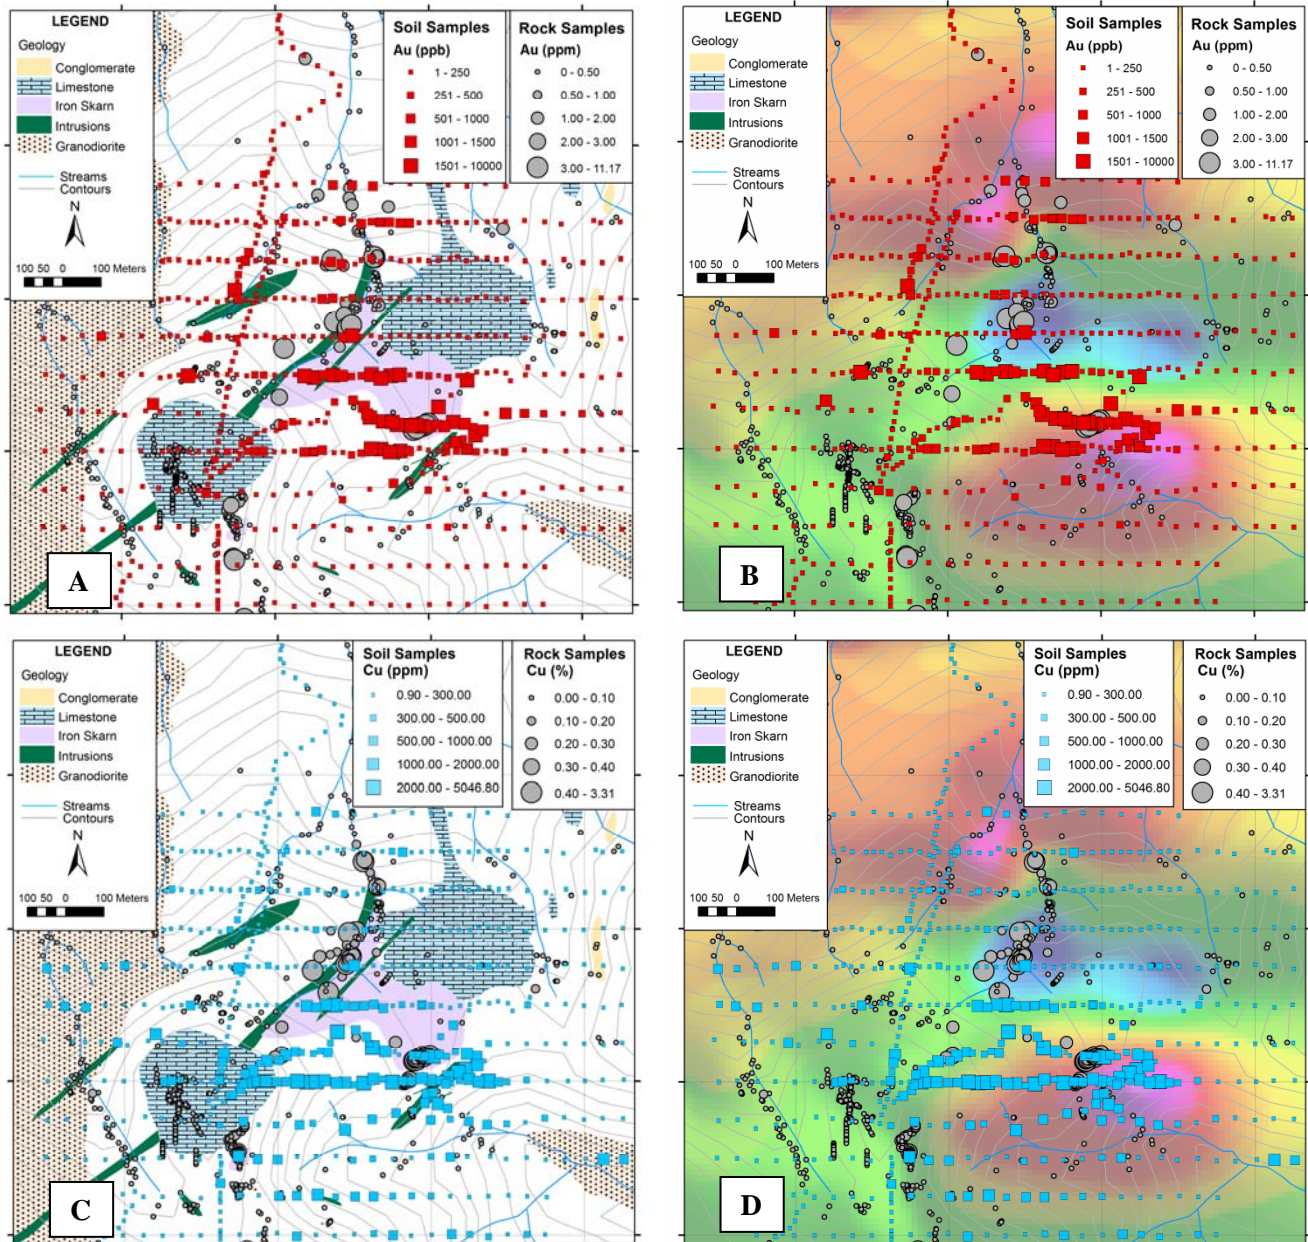 LEGEND
Geology
Conglomerate
Limestone
Iron Skarn
Intrusions
Granodiorite
Streams
Contours
N
100 50 0 100 Meters
Soil Samples
Au (ppb)
1 - 250
251 - 500
501 - 1000
1001 - 1500
1501 - 10000
Rock Samples
Au (ppm)
0 - 0.50
0.50 - 1.00
1.00 - 2.00
2.00 - 3.00
3.00 - 11.17
A
LEGEND
Geology
Conglomerate
Limestone
Iron Skarn
Intrusions
Granodiorite
Streams
Contours
N
100 50 0 100 Meters
Soil Samples
Au (ppb)
1 - 250
251 - 500
501 - 1000
1001 - 1500
1501 - 10000
Rock Samples
Au (ppm)
0 - 0.50
0.50 - 1.00
1.00 - 2.00
2.00 - 3.00
3.00 - 11.17
B
LEGEND
Geology
Conglomerate
Limestone
Iron Skarn
Intrusions
Granodiorite
Streams
Contours
N
100 50 0 100 Meters
Soil Samples
Cu (ppm)
0.90 - 300.00
300.00 - 500.00
500.00 - 1000.00
1000.00 - 2000.00
2000.00 - 5046.80
Rock Samples
Cu (%)
0.00 - 0.10
0.10 - 0.20
0.20 - 0.30
0.30 - 0.40
0.40 - 3.31
C
LEGEND
Geology
Conglomerate
Limestone
Iron Skarn
Intrusions
Granodiorite
Streams
Contours
N
100 50 0 100 Meters
Soil Samples
Cu (ppm)
0.90 - 300.00
300.00 - 500.00
500.00 - 1000.00
1000.00 - 2000.00
2000.00 - 5046.80
Rock Samples
Cu (%)
0.00 - 0.10
0.10 - 0.20
0.20 - 0.30
0.30 - 0.40
0.40 - 3.31
D